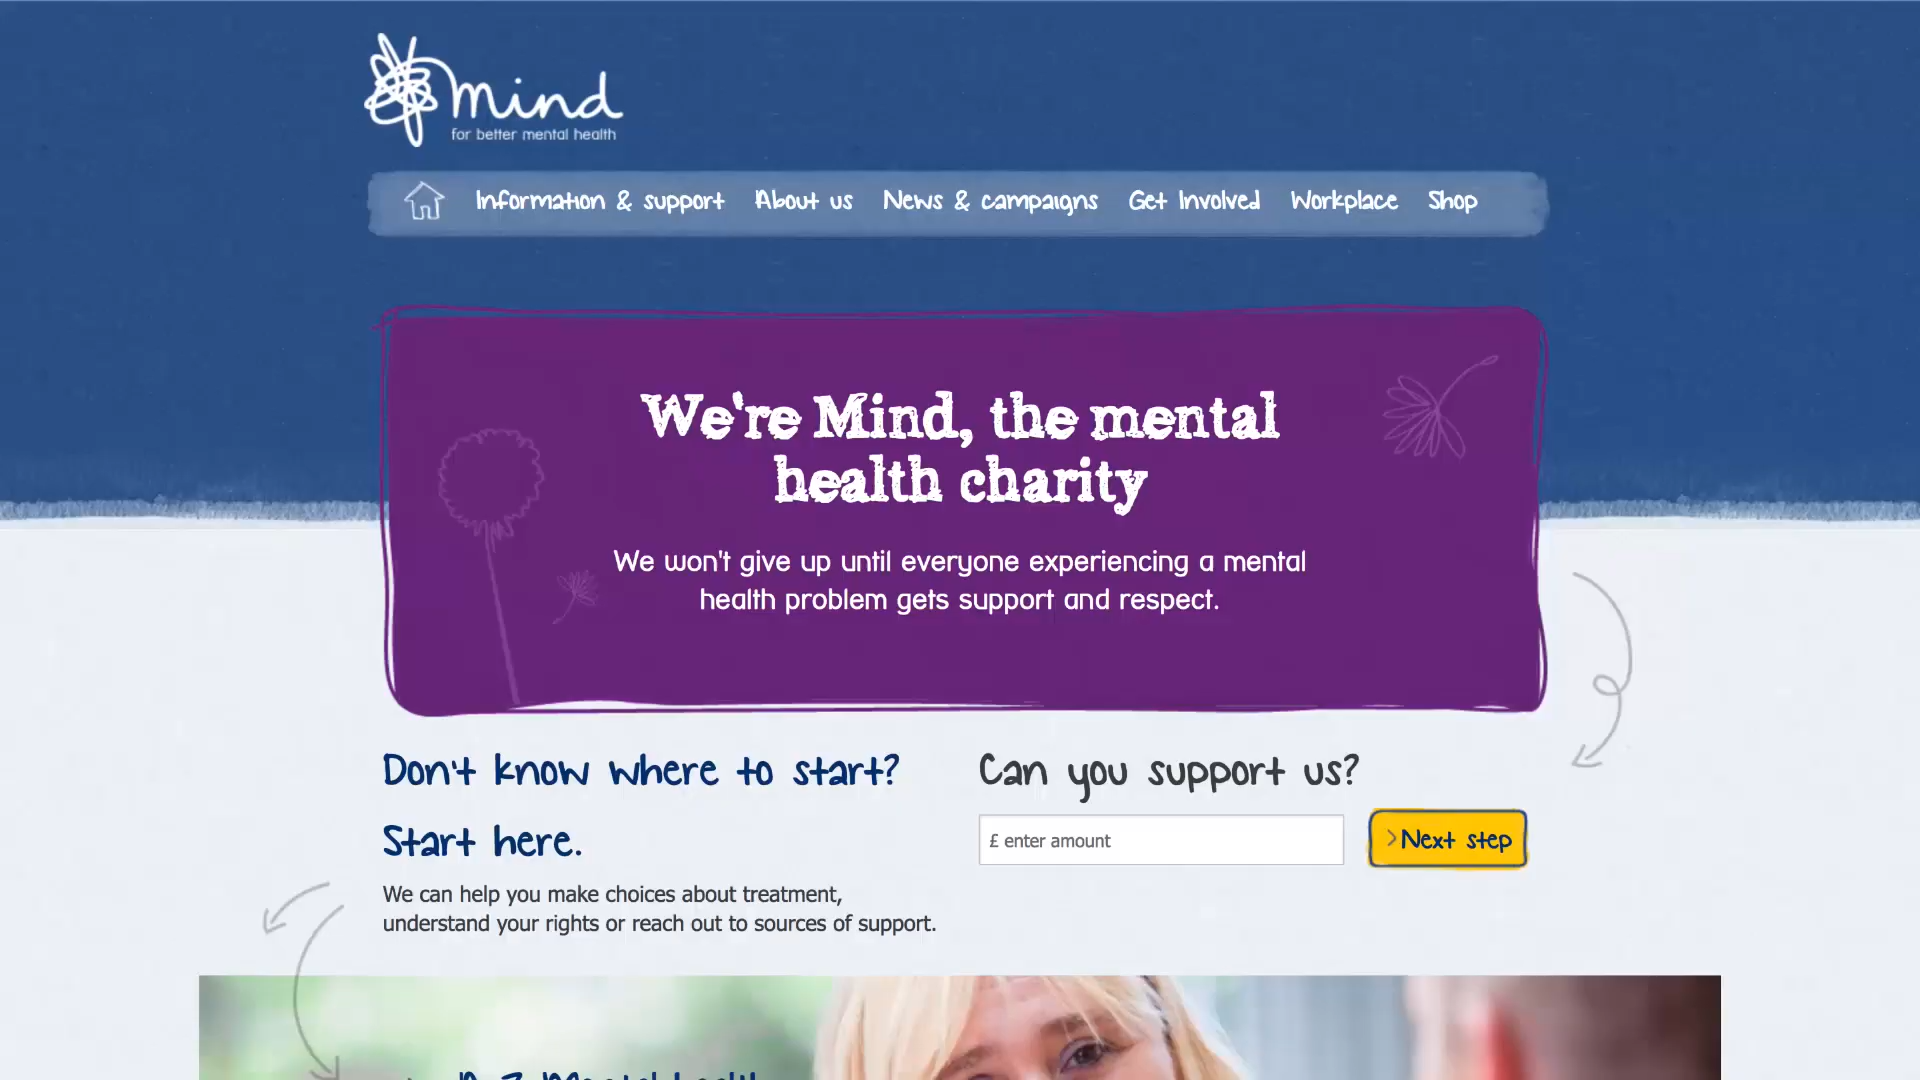 mind
for better mental health
Information & support About us News & campaigns Get Involved Workplace Shop
We're Mind, the mental
health charity
We won't give up until everyone experiencing a mental
health problem gets support and respect.
Don't know where to start?
Start here.
We can help you make choices about treatment,
understand your rights or reach out to sources of support.
Can you support us?
£ enter amount
Next step
A-Z Mental health